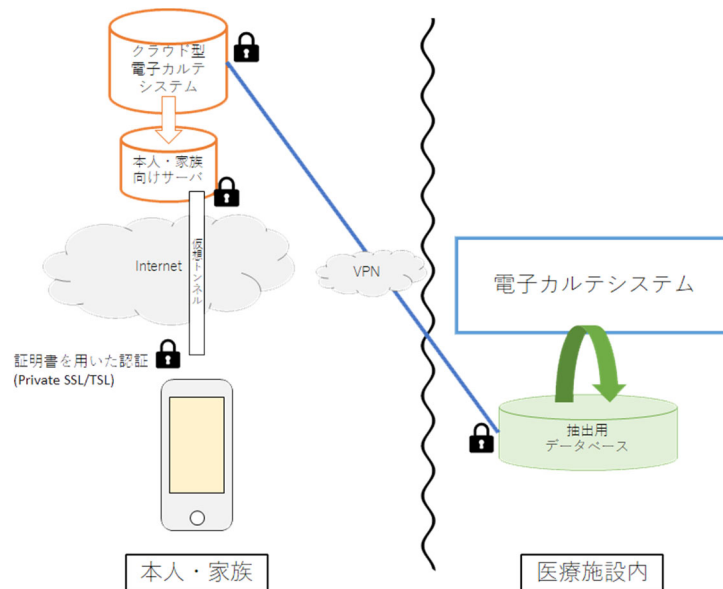 クラウド型
電子カルテ
システム
本人・家族
向けサーバ
Internet
仮想トンネル
VPN
電子カルテシステム
証明書を用いた認証
(Private SSL/TSL)
抽出用
データベース
本人・家族
医療施設内